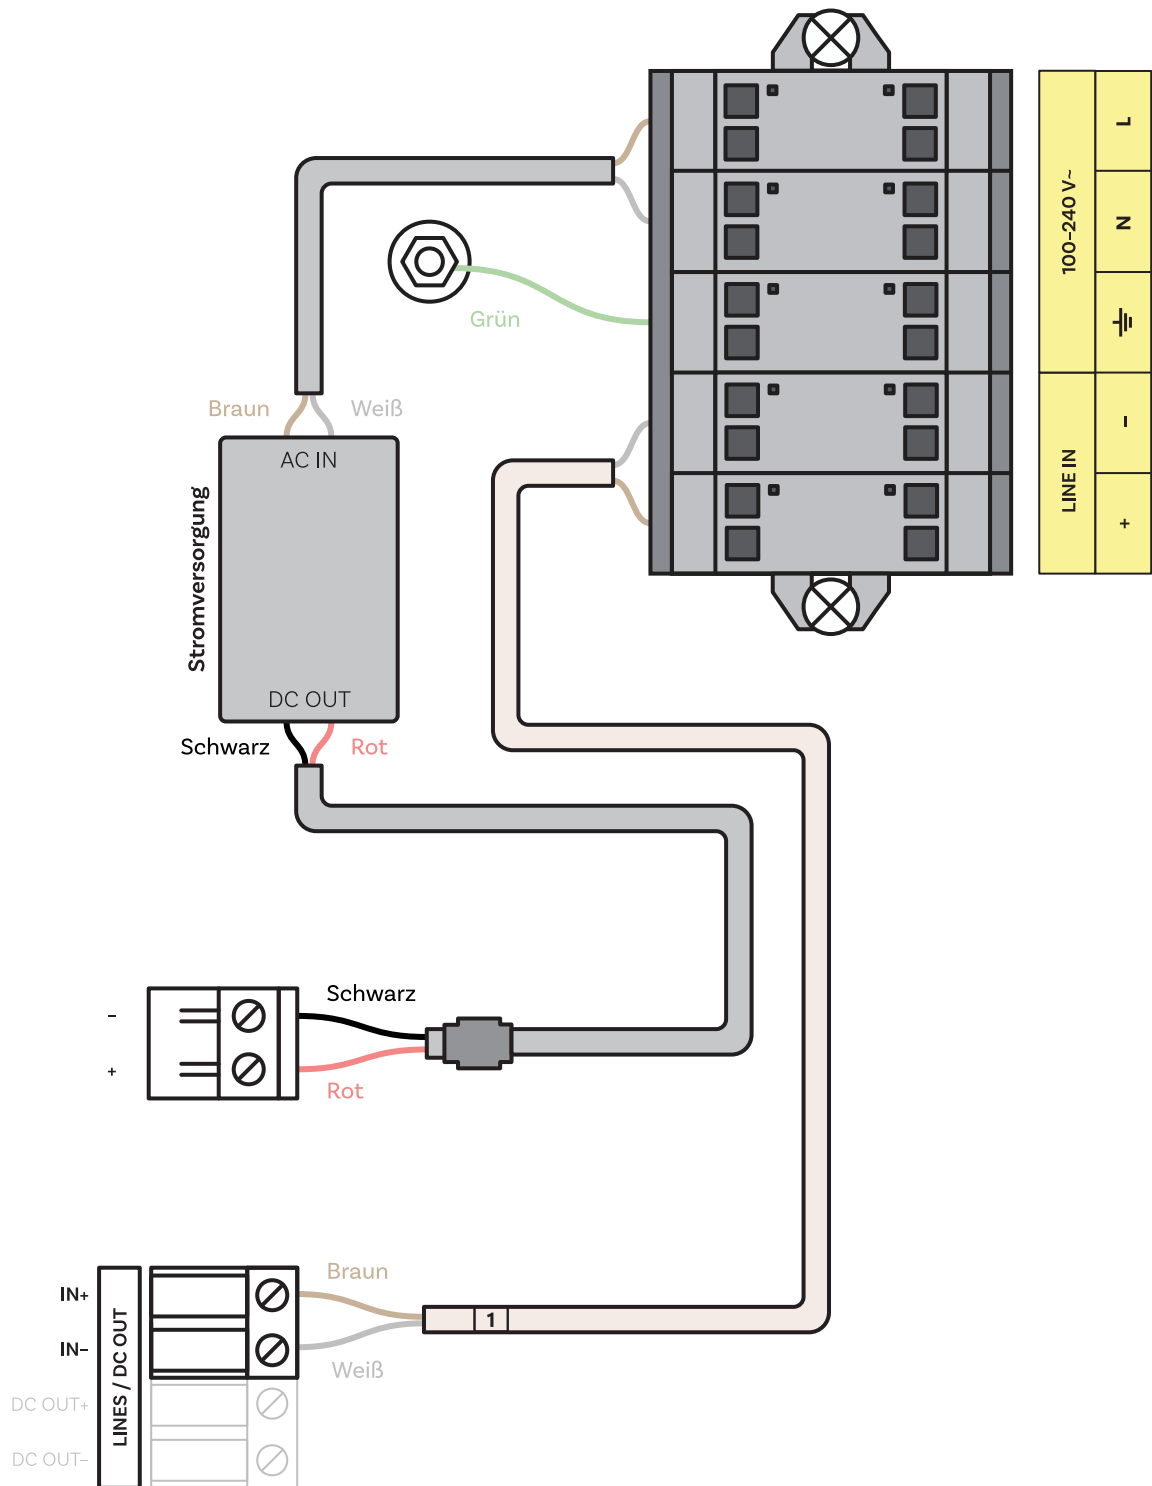 L
N
100–240 V~
–
+
LINE IN
Grün
Braun
Weiß
AC IN
Stromversorgung
DC OUT
Schwarz
Rot
Schwarz
–
+
Rot
Braun
IN+
1
IN–
LINES / DC OUT
Weiß
DC OUT+
DC OUT–